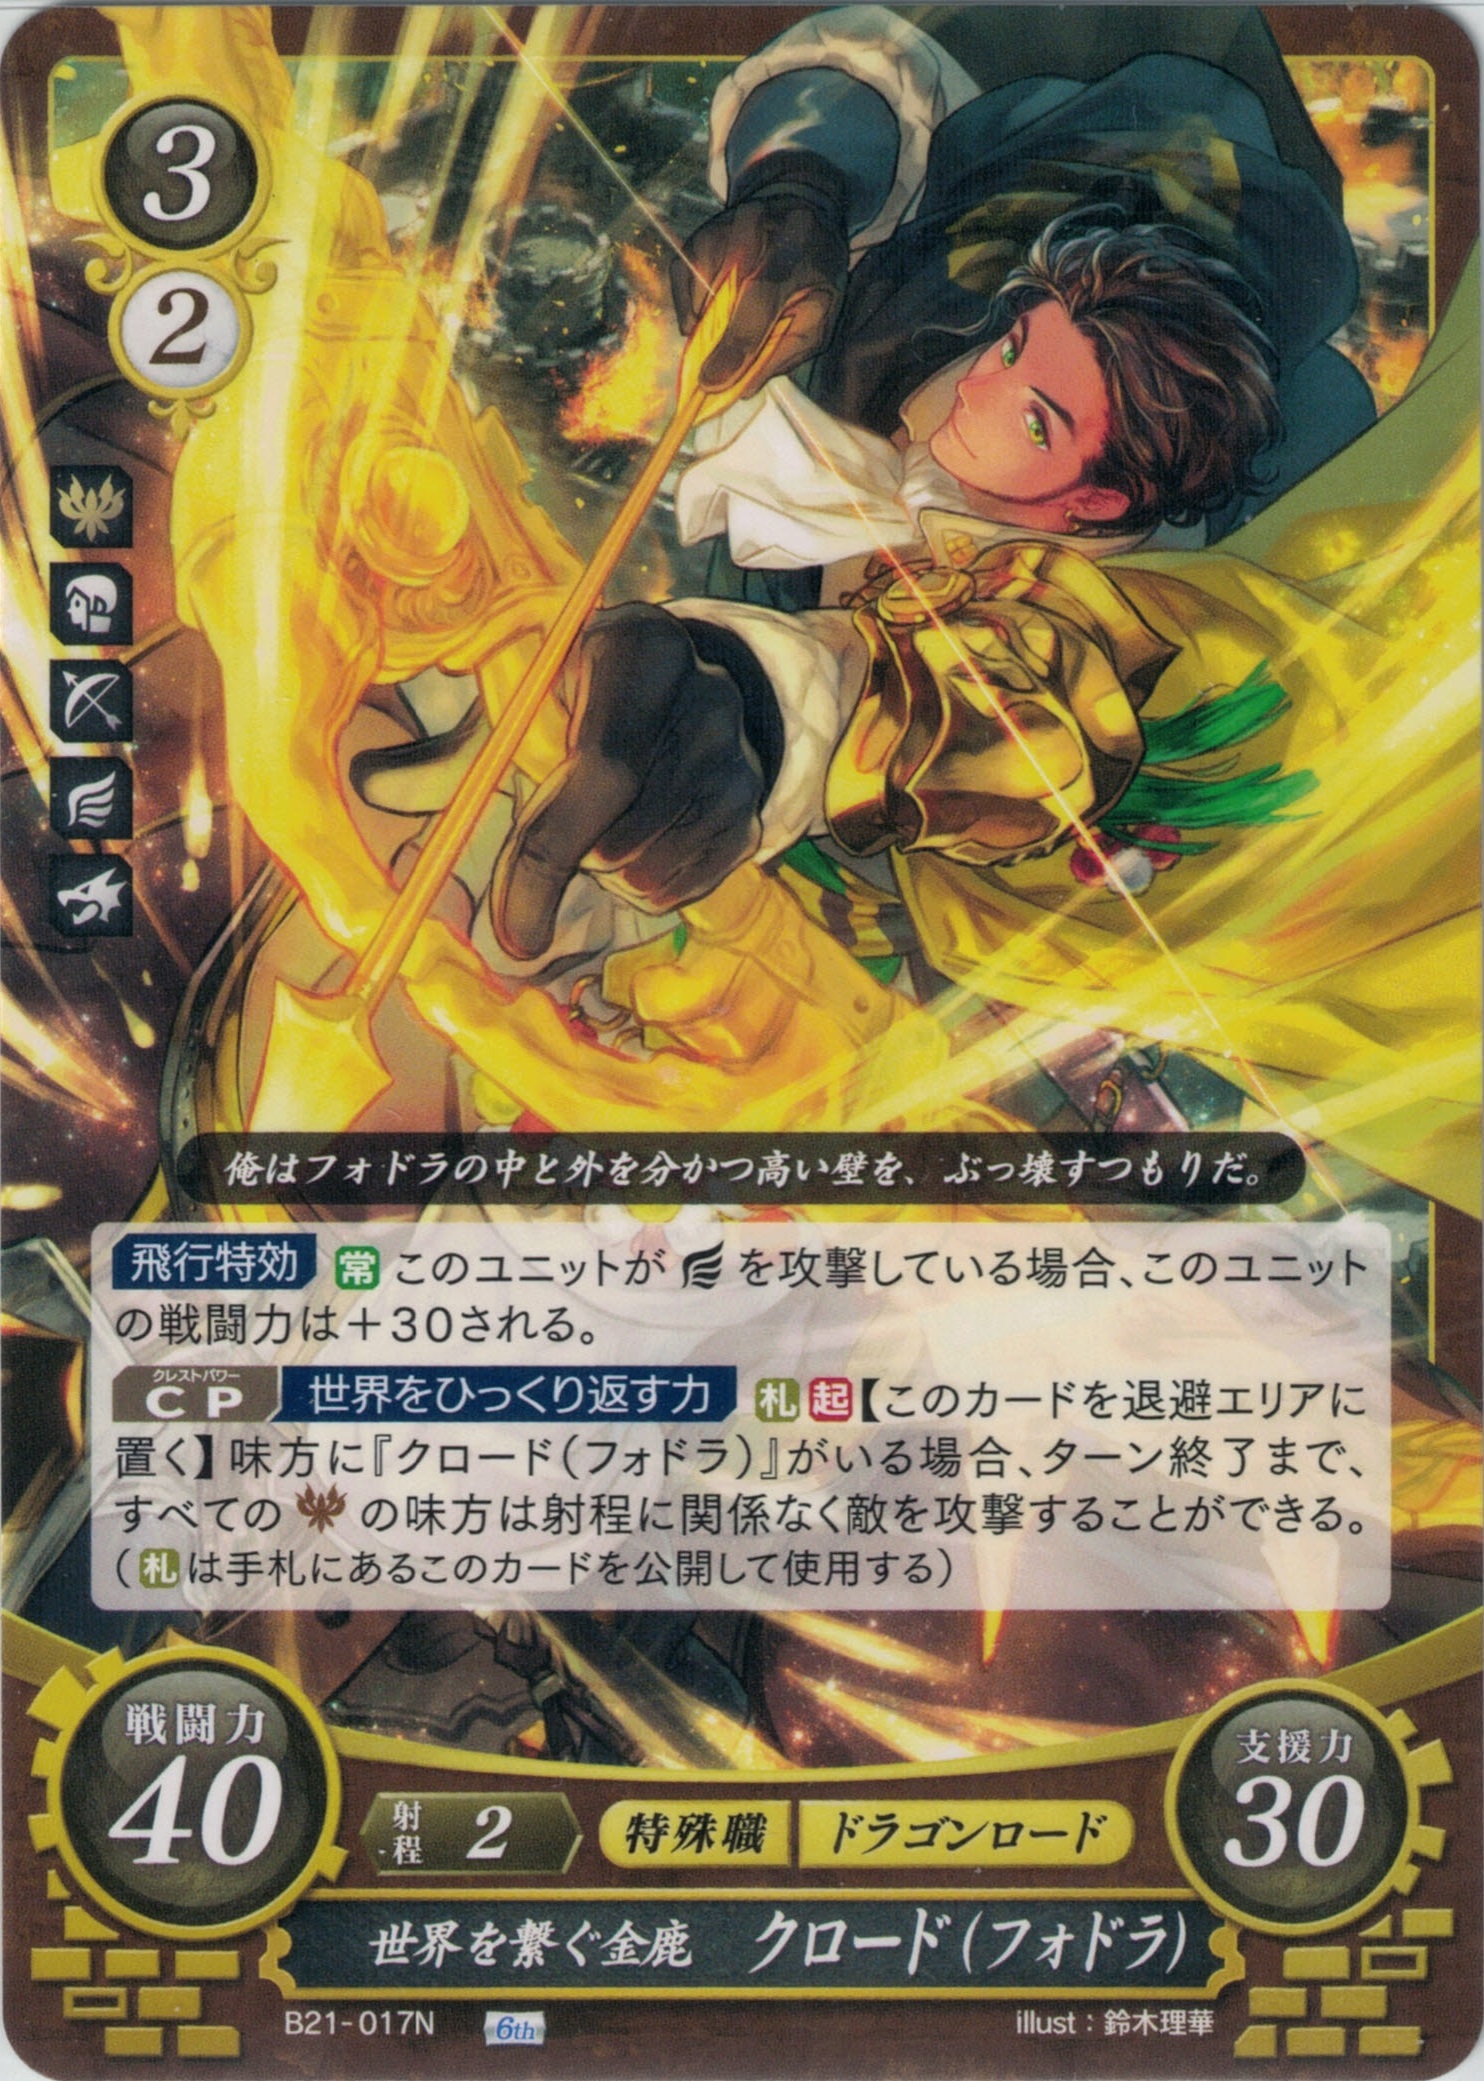 3
2
俺はフォドラの中と外を分かつ高い壁を、ぶっ壊すつもりだ。
飛行特効 常 このユニットが を攻撃している場合、このユニット
の戦闘力は＋30される。
クレストパワー
CP 世界をひっくり返す力 札 起【このカードを退避エリアに
置く】味方に『クロード（フォドラ）』がいる場合、ターン終了まで、
すべての の味方は射程に関係なく敵を攻撃することができる。
（札は手札にあるこのカードを公開して使用する）
戦闘力
40
射程 2
特殊職 ドラゴンロード
支援力
30
世界を繋ぐ金鹿 クロード（フォドラ）
B21-017N 6th illust：鈴木理華